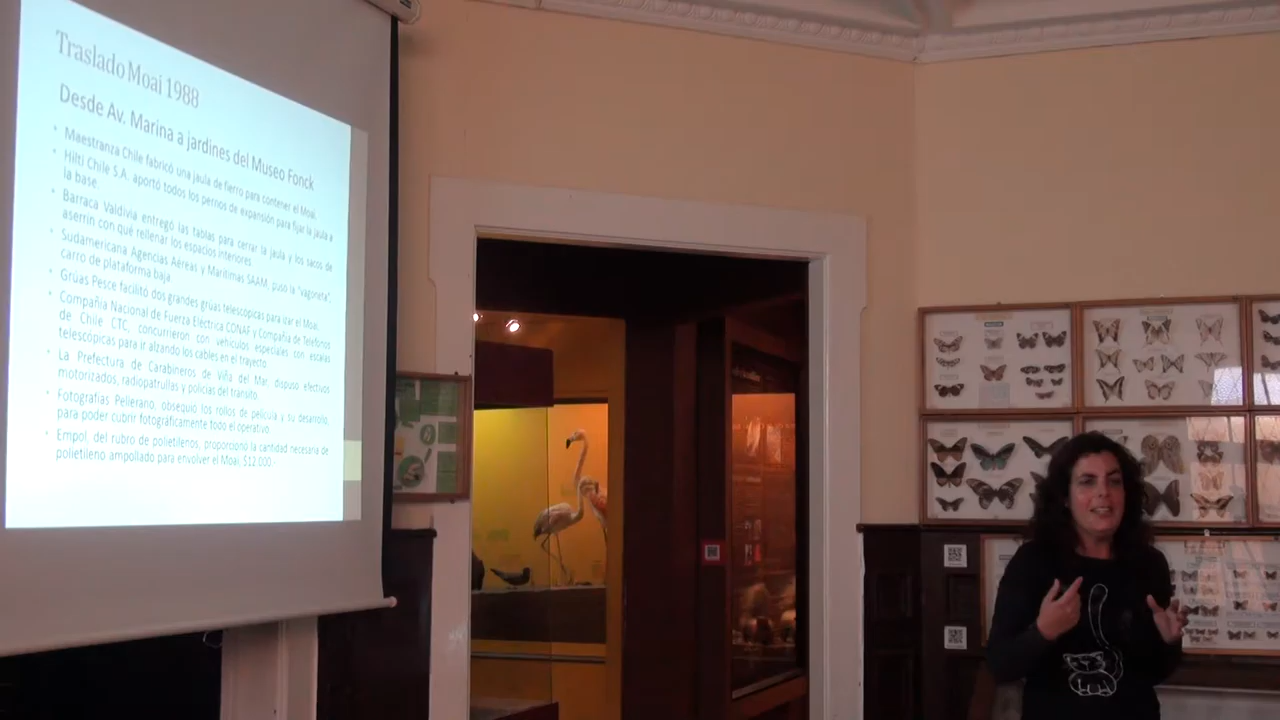 Traslado Moai 1988
Desde Av. Marina a jardines del Museo Fonck
• Maestranza Chile fabricó una jaula de fierro para contener el Moai.
• Hilti Chile S.A. aportó todos los pernos de expansión para fijar la jaula a
la base.
• Barraca Valdivia entregó las tablas para cerrar la jaula y los sacos de
aserrín con qué rellenar los espacios interiores.
• Sudamericana Agencias Aéreas y Marítimas SAAM, puso la "vagoneta",
carro de plataforma baja
• Grúas Pesce facilitó dos grandes grúas telescópicas para izar el Moai.
• Compañía Nacional de Fuerza Eléctrica CONAF y Compañía de Teléfonos
de Chile CTC, concurrieron con vehículos especiales con escalas
telescópicas para ir alzando los cables en el trayecto.
• La Prefectura de Carabineros de Viña del Mar, dispuso efectivos
motorizados, radiopatrullas y policías del tránsito.
• Fotografías Pellerano, obsequió los rollos de película y su desarrollo,
para poder cubrir fotográficamente todo el operativo.
• Empol, del rubro de polietilenos, proporcionó la cantidad necesaria de
polietileno ampollado para envolver el Moai, $12.000.-